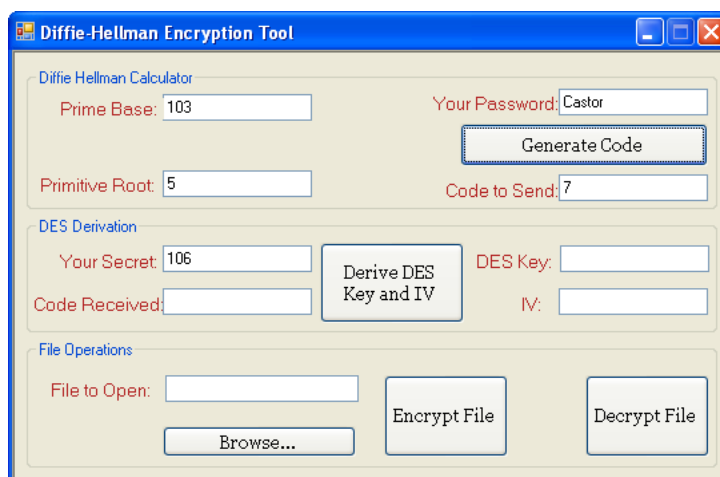 Diffie-Hellman Encryption Tool
Diffie Hellman Calculator
Prime Base: 103
Your Password: Castor
Generate Code
Primitive Root: 5
Code to Send: 7
DES Derivation
Your Secret: 106
Derive DES
Key and IV
DES Key:
Code Received:
IV:
File Operations
File to Open:
Browse...
Encrypt File
Decrypt File